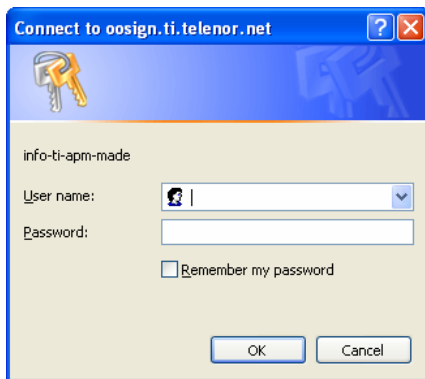 Connect to oosign.ti.telenor.net
info-ti-apm-made
User name:
Password:
Remember my password
OK
Cancel